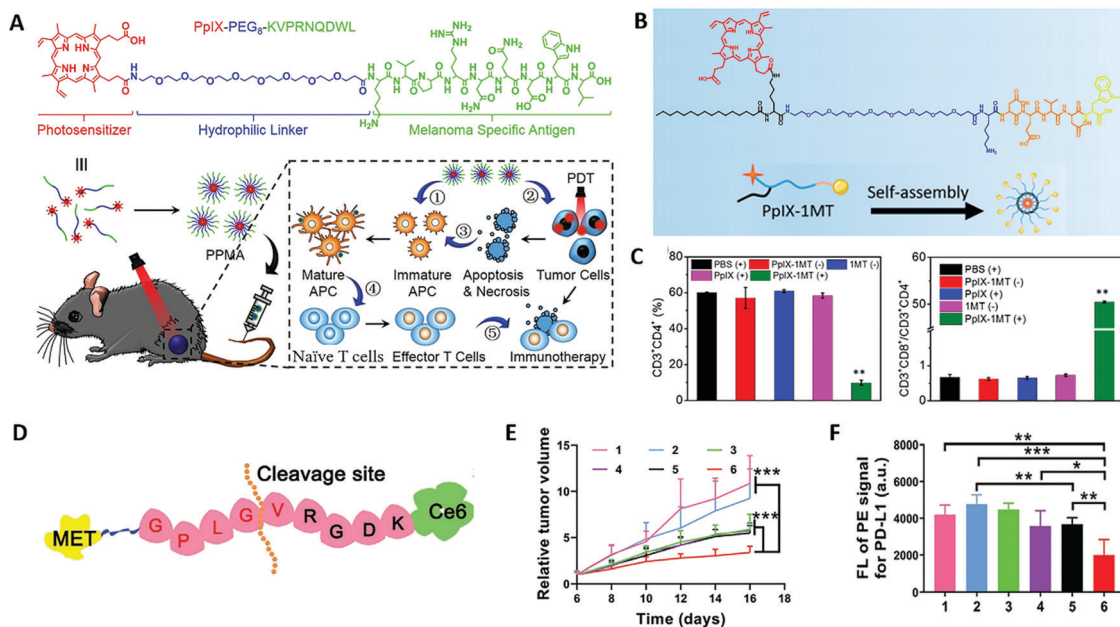 A
PpIX-PEG8-KVPRNQDWL
Photosensitizer
Hydrophilic Linker
Melanoma Specific Antigen
PPMA
①
②
PDT
③
Mature
APC
Immature
APC
Apoptosis
& Necrosis
Tumor Cells
④
⑤
Naïve T cells
Effector T Cells
Immunotherapy
B
PpIX-1MT
Self-assembly
C
PBS (+)
PpIX-1MT (-)
1MT (-)
PpIX (+)
PpIX-1MT (+)
CD3+CD4+ (%)
80
60
40
20
0
**
PBS (+)
PpIX-1MT (-)
PpIX (+)
1MT (-)
PpIX-1MT (+)
CD3+CD8+/CD3+CD4+
50
1
0
**
D
Cleavage site
MET
G
P
L
G
V
R
G
D
K
Ce6
E
Relative tumor volume
15
10
5
0
1
2
3
4
5
6
***
***
6
8
10
12
14
16
18
Time (days)
F
FL of PE signal
for PD-L1 (a.u.)
8000
6000
4000
2000
0
**
***
*
**
**
1
2
3
4
5
6